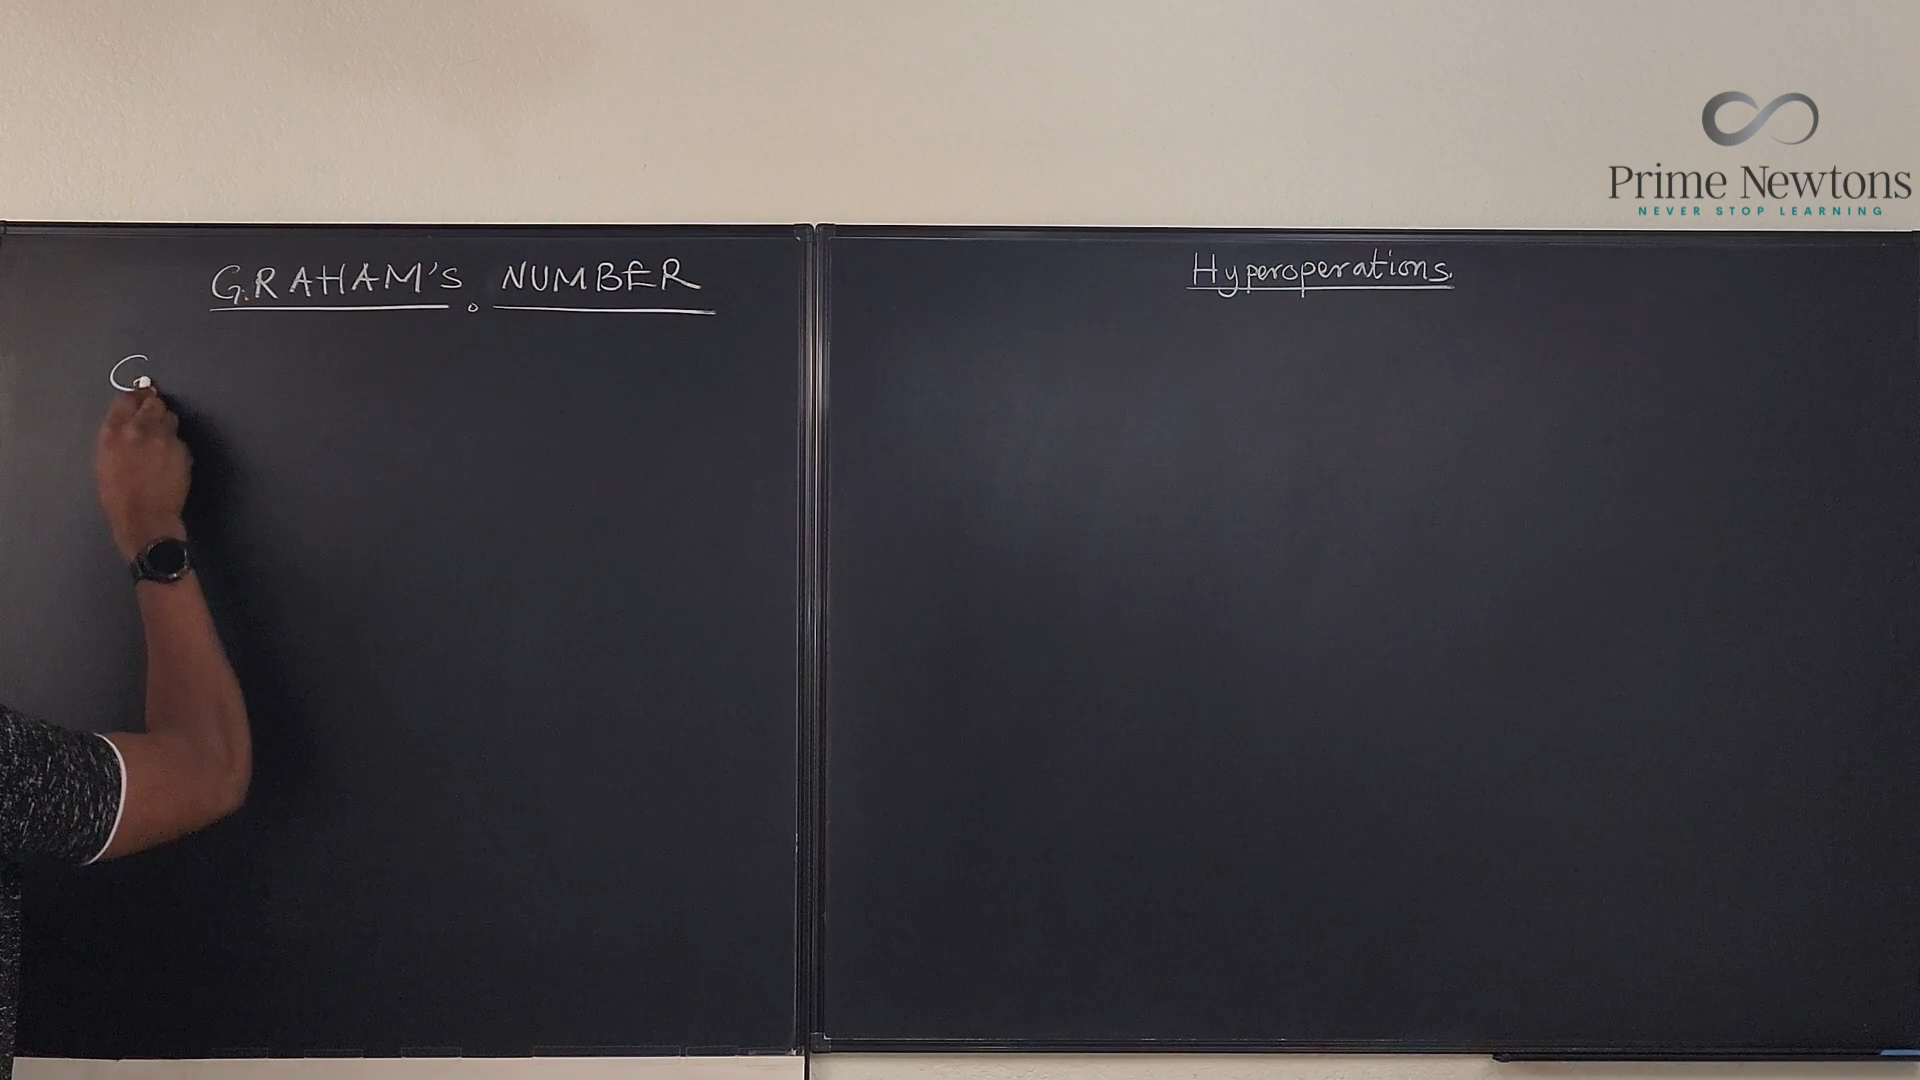 Prime Newtons
NEVER STOP LEARNING
GRAHAM'S NUMBER
G
Hyperoperations